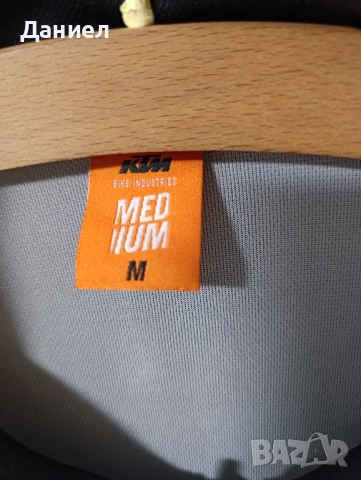 Даниел
KTM
BIKE INDUSTRIES
MED
IUM
M
BAZAR